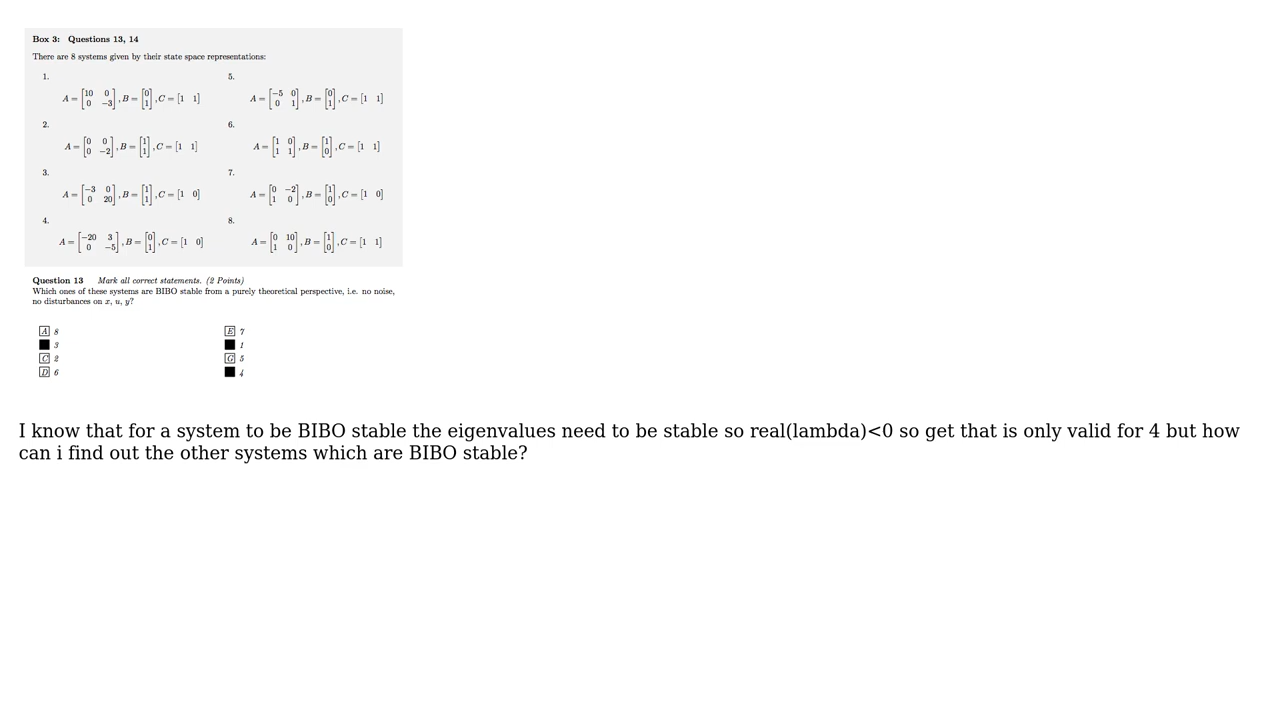 Box 3: Questions 13, 14
There are 8 systems given by their state space representations:
1.
A = [10 0; 0 −3], B = [0; 1], C = [1 1]
2.
A = [0 0; 0 −2], B = [1; 1], C = [1 1]
3.
A = [−3 0; 0 20], B = [1; 1], C = [1 0]
4.
A = [−20 3; 0 −5], B = [0; 1], C = [1 0]
5.
A = [−5 0; 0 1], B = [0; 1], C = [1 1]
6.
A = [1 0; 1 1], B = [1; 0], C = [1 1]
7.
A = [0 −2; 1 0], B = [1; 0], C = [1 0]
8.
A = [0 10; 1 0], B = [1; 0], C = [1 1]
Question 13 Mark all correct statements. (2 Points)
Which ones of these systems are BIBO stable from a purely theoretical perspective, i.e. no noise,
no disturbances on x, u, y?
A 8
3
C 2
D 6
E 7
1
G 5
4
I know that for a system to be BIBO stable the eigenvalues need to be stable so real(lambda)<0 so get that is only valid for 4 but how
can i find out the other systems which are BIBO stable?